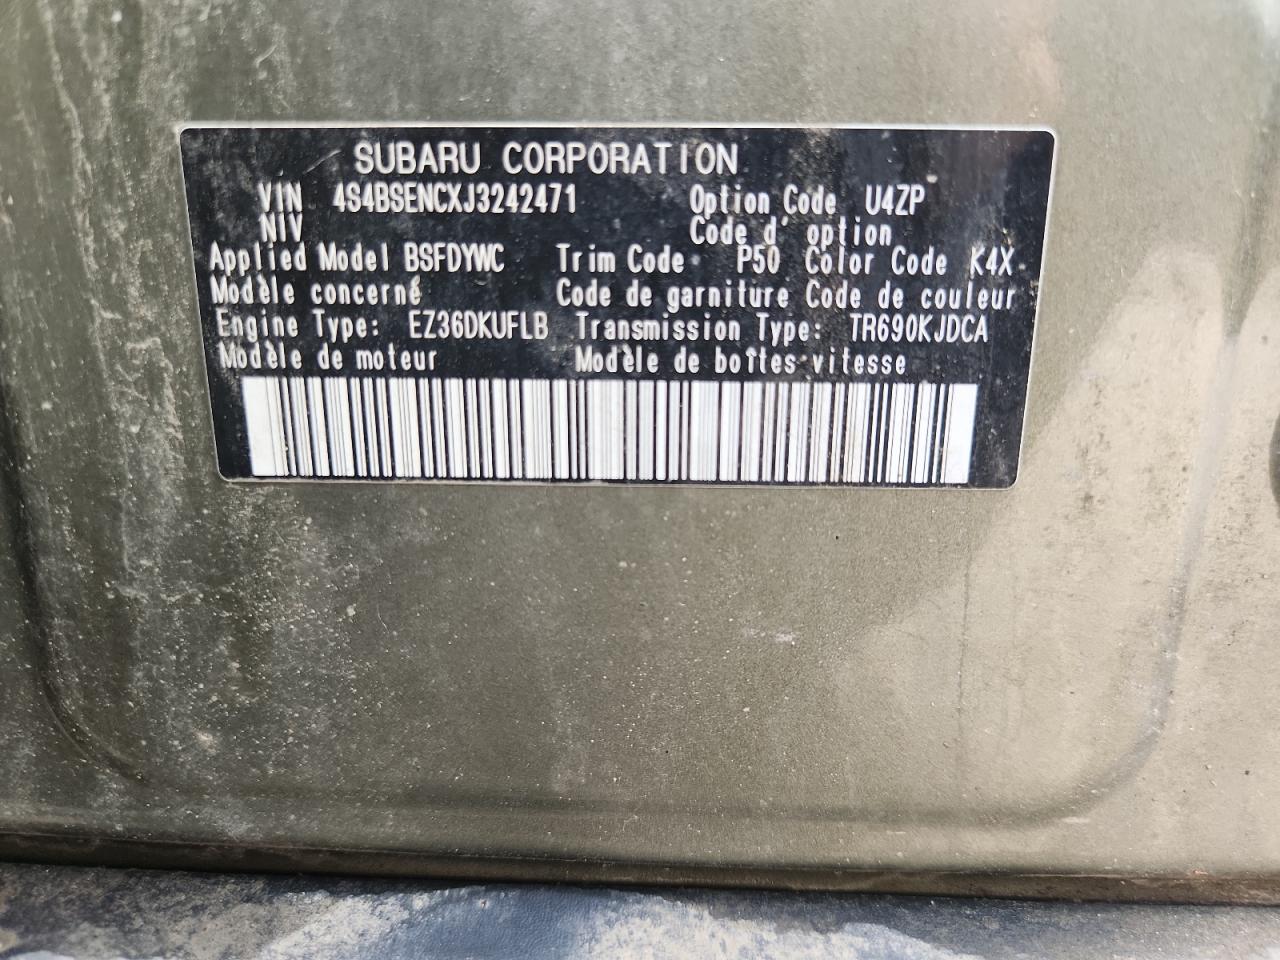 SUBARU CORPORATION
VIN 4S4BSENCXJ3242471 Option Code U4ZP
NIV Code d' option
Applied Model BSFDYWC Trim Code P50 Color Code K4X
Modèle concerné Code de garniture Code de couleur
Engine Type: EZ36DKUFLB Transmission Type: TR690KJDCA
Modèle de moteur Modèle de boîtes vitesse